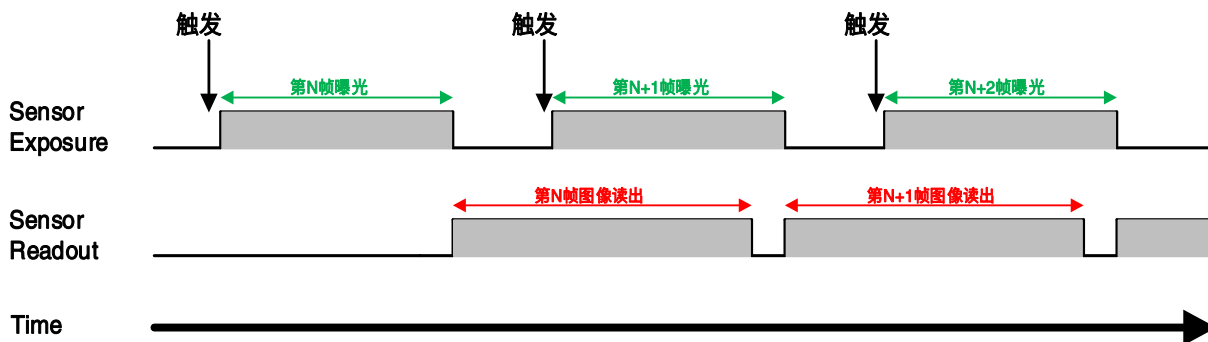 触发 触发 触发
第N帧曝光 第N+1帧曝光 第N+2帧曝光
Sensor
Exposure
第N帧图像读出 第N+1帧图像读出
Sensor
Readout
Time